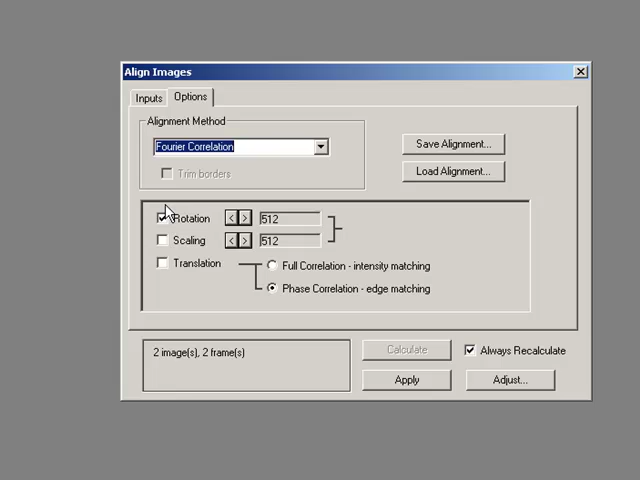 Align Images
Inputs
Options
Alignment Method
Fourier Correlation
Save Alignment...
Trim borders
Load Alignment...
Rotation
512
Scaling
512
Translation
Full Correlation - intensity matching
Phase Correlation - edge matching
2 image(s), 2 frame(s)
Calculate
Always Recalculate
Apply
Adjust...